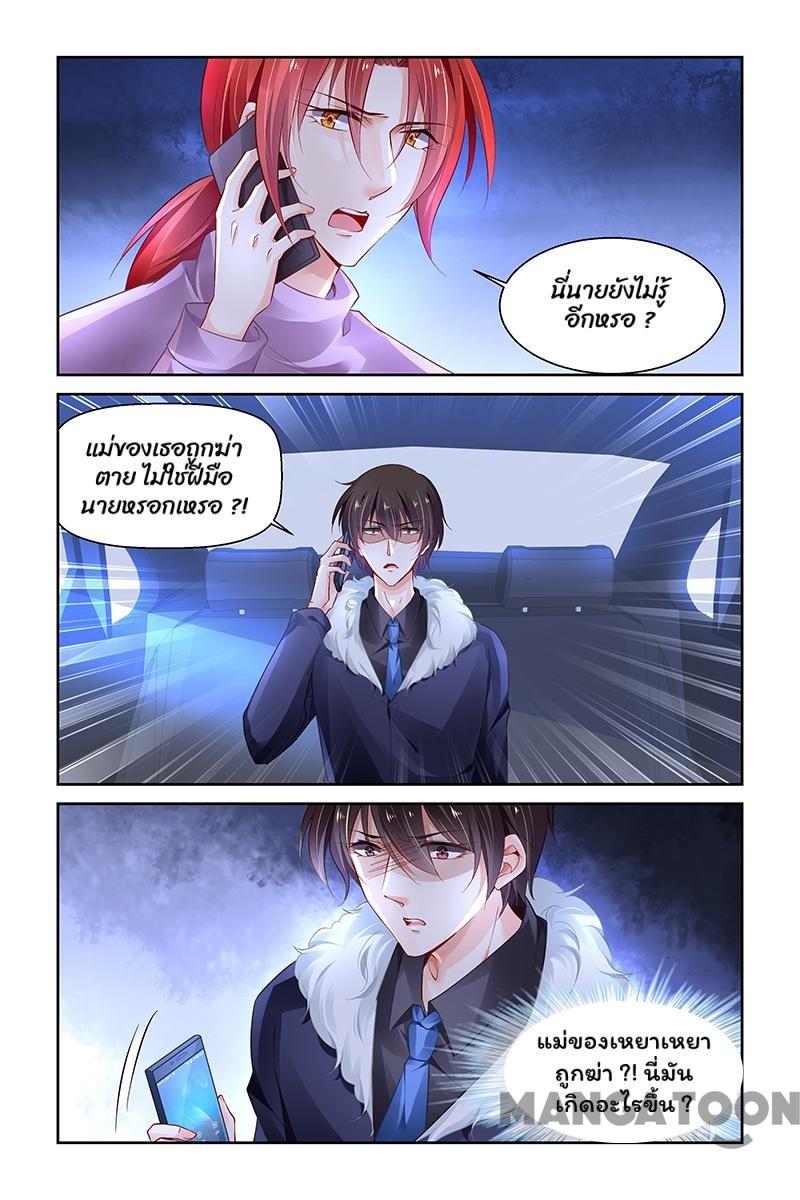 นี่นายยังไม่รู้
อีกหรอ ?
แม่ของเธอถูกฆ่า
ตาย ไม่ใช่ฝีมือ
นายหรอกเหรอ ?!
แม่ของเหยาเหยา
ถูกฆ่า ?! นี่มัน
เกิดอะไรขึ้น ?
MANGATOON